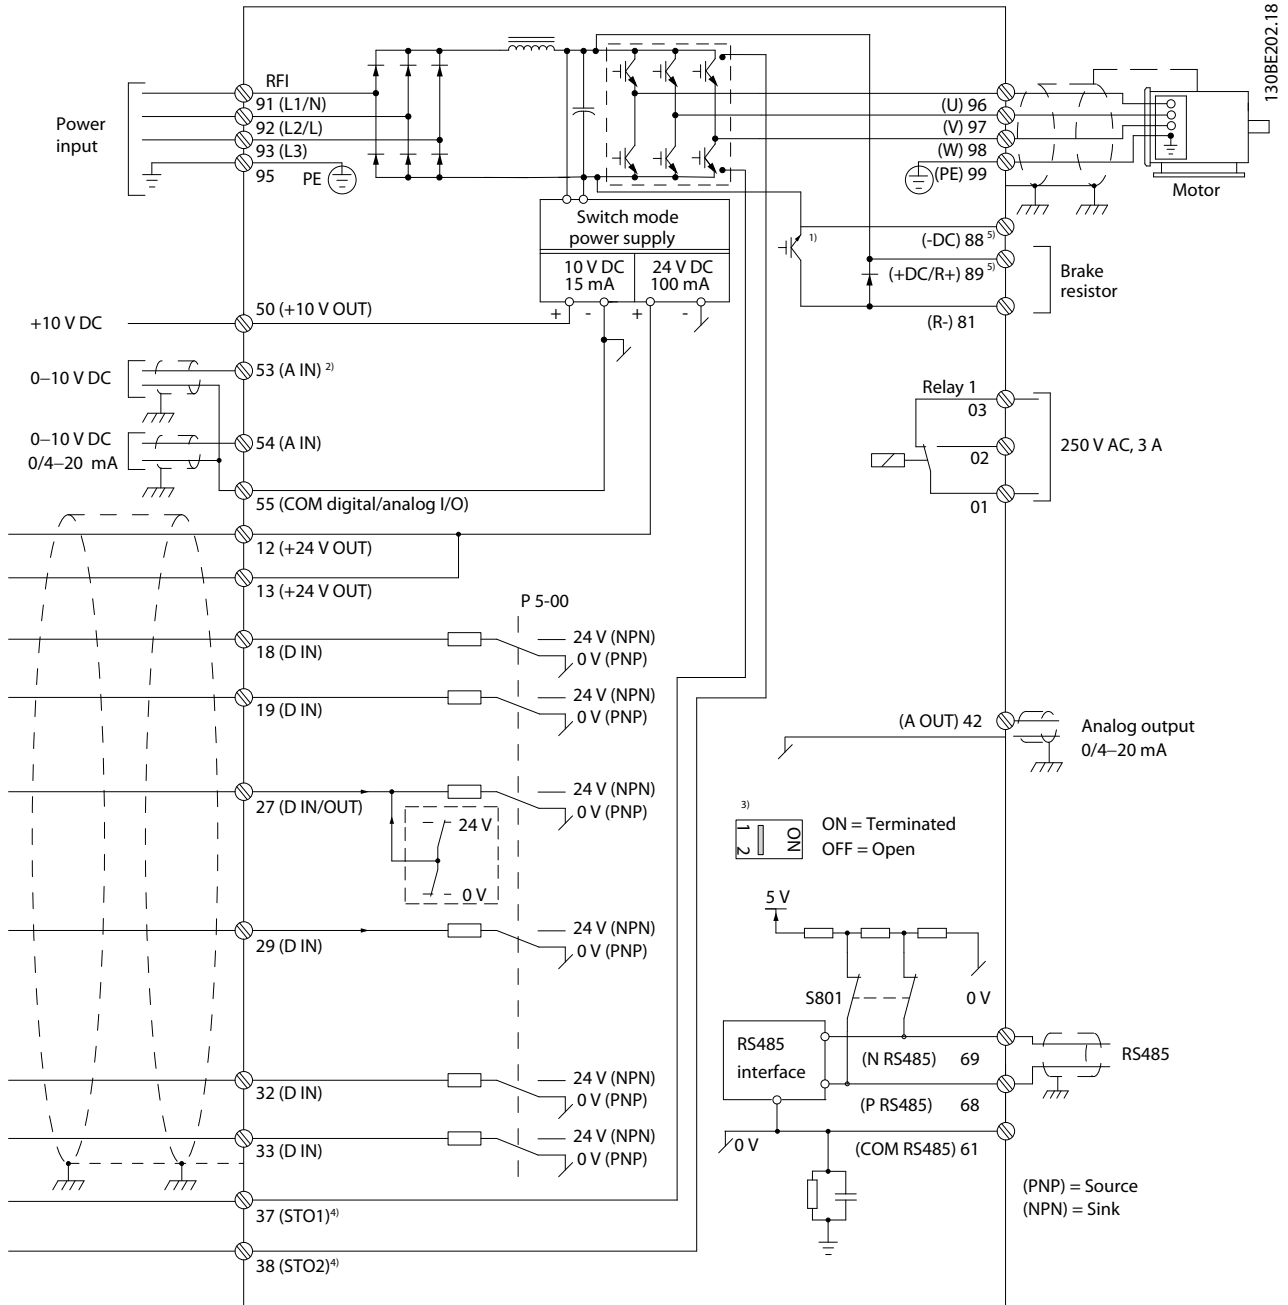 130BE202.18
RFI
91 (L1/N)
92 (L2/L)
93 (L3)
95
PE
Power
input
(U) 96
(V) 97
(W) 98
(PE) 99
Motor
Switch mode
power supply
10 V DC
15 mA
24 V DC
100 mA
+ - + -
1)
(-DC) 88 5)
(+DC/R+) 89 5)
(R-) 81
Brake
resistor
+10 V DC
50 (+10 V OUT)
0–10 V DC
53 (A IN) 2)
0–10 V DC
0/4–20 mA
54 (A IN)
55 (COM digital/analog I/O)
Relay 1
03
02
01
250 V AC, 3 A
12 (+24 V OUT)
13 (+24 V OUT)
P 5-00
18 (D IN)
24 V (NPN)
0 V (PNP)
19 (D IN)
24 V (NPN)
0 V (PNP)
27 (D IN/OUT)
24 V (NPN)
0 V (PNP)
24 V
0 V
29 (D IN)
24 V (NPN)
0 V (PNP)
32 (D IN)
24 V (NPN)
0 V (PNP)
33 (D IN)
24 V (NPN)
0 V (PNP)
37 (STO1)4)
38 (STO2)4)
(A OUT) 42
Analog output
0/4–20 mA
3)
1 2
ON
ON = Terminated
OFF = Open
5 V
S801
0 V
RS485
interface
(N RS485) 69
(P RS485) 68
RS485
0 V
(COM RS485) 61
(PNP) = Source
(NPN) = Sink